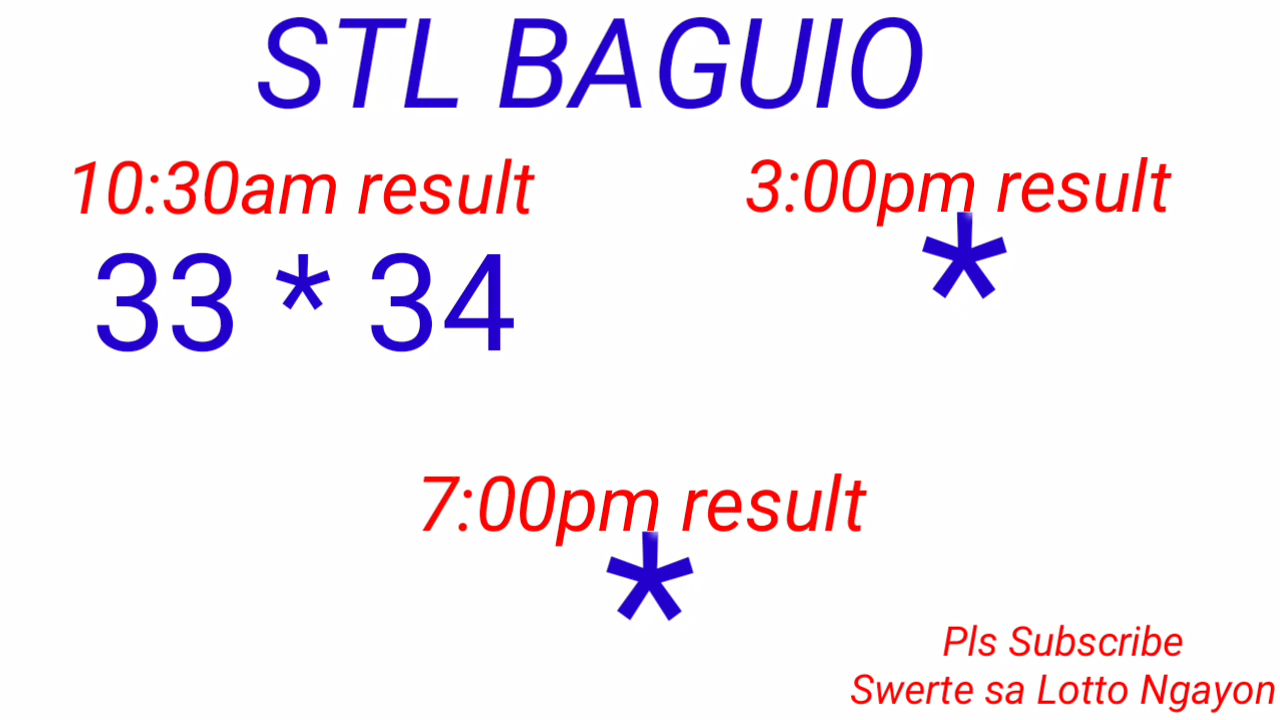 STL BAGUIO
10:30am result
33 * 34
3:00pm result
*
7:00pm result
*
Pls Subscribe
Swerte sa Lotto Ngayon